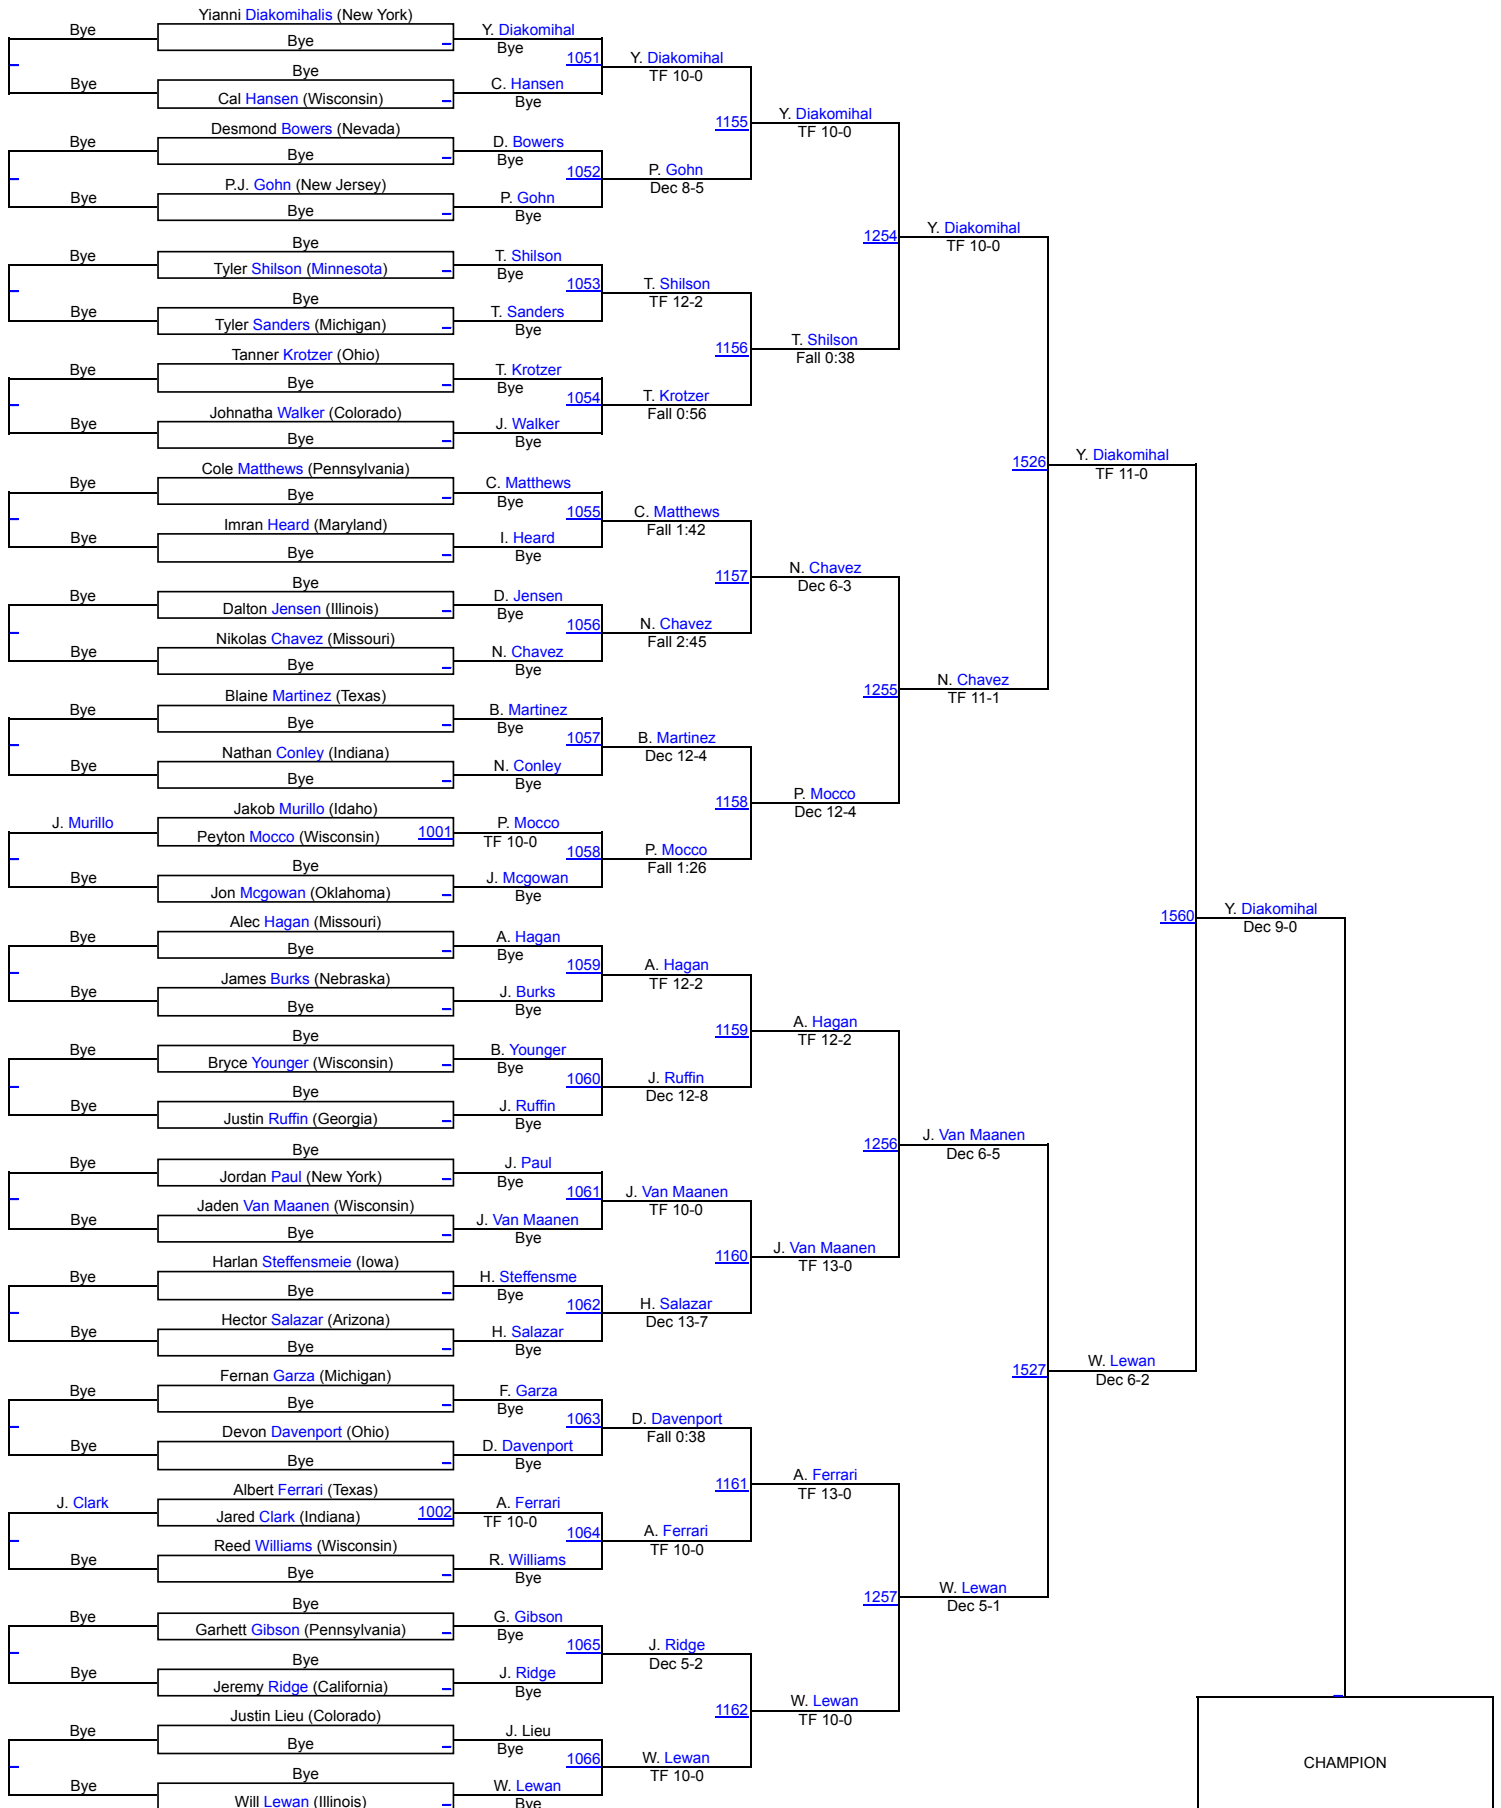 Yianni Diakomihalis (New York)
Bye Bye Y. Diakomihal
Bye
1051 Y. Diakomihal
TF 10-0
Bye
Bye Cal Hansen (Wisconsin) C. Hansen
Bye
Desmond Bowers (Nevada)
1155 Y. Diakomihal
TF 10-0
Bye Bye D. Bowers
Bye
1052 P. Gohn
Dec 8-5
P.J. Gohn (New Jersey)
Bye Bye P. Gohn
Bye
1254 Y. Diakomihal
TF 10-0
Bye
Bye Tyler Shilson (Minnesota) T. Shilson
Bye
1053 T. Shilson
TF 12-2
Bye
Bye Tyler Sanders (Michigan) T. Sanders
Bye
1156 T. Shilson
Fall 0:38
Tanner Krotzer (Ohio)
Bye Bye T. Krotzer
Bye
1054 T. Krotzer
Fall 0:56
Johnatha Walker (Colorado)
Bye Bye J. Walker
Bye
1526 Y. Diakomihal
TF 11-0
Cole Matthews (Pennsylvania)
Bye Bye C. Matthews
Bye
1055 C. Matthews
Fall 1:42
Imran Heard (Maryland)
Bye Bye I. Heard
Bye
1157 N. Chavez
Dec 6-3
Bye
Bye Dalton Jensen (Illinois) D. Jensen
Bye
1056 N. Chavez
Fall 2:45
Nikolas Chavez (Missouri)
Bye Bye N. Chavez
Bye
1255 N. Chavez
TF 11-1
Blaine Martinez (Texas)
Bye Bye B. Martinez
Bye
1057 B. Martinez
Dec 12-4
Nathan Conley (Indiana)
Bye Bye N. Conley
Bye
1158 P. Mocco
Dec 12-4
Jakob Murillo (Idaho)
J. Murillo Peyton Mocco (Wisconsin) 1001 P. Mocco
TF 10-0
1058 P. Mocco
Fall 1:26
Bye
Bye Jon Mcgowan (Oklahoma) J. Mcgowan
Bye
1560 Y. Diakomihal
Dec 9-0
Alec Hagan (Missouri)
Bye Bye A. Hagan
Bye
1059 A. Hagan
TF 12-2
James Burks (Nebraska)
Bye Bye J. Burks
Bye
1159 A. Hagan
TF 12-2
Bye
Bye Bryce Younger (Wisconsin) B. Younger
Bye
1060 J. Ruffin
Dec 12-8
Bye
Bye Justin Ruffin (Georgia) J. Ruffin
Bye
1256 J. Van Maanen
Dec 6-5
Bye
Bye Jordan Paul (New York) J. Paul
Bye
1061 J. Van Maanen
TF 10-0
Jaden Van Maanen (Wisconsin)
Bye Bye J. Van Maanen
Bye
1160 J. Van Maanen
TF 13-0
Harlan Steffensmeie (Iowa)
Bye Bye H. Steffensme
Bye
1062 H. Salazar
Dec 13-7
Hector Salazar (Arizona)
Bye Bye H. Salazar
Bye
1527 W. Lewan
Dec 6-2
Fernan Garza (Michigan)
Bye Bye F. Garza
Bye
1063 D. Davenport
Fall 0:38
Devon Davenport (Ohio)
Bye Bye D. Davenport
Bye
1161 A. Ferrari
TF 13-0
Albert Ferrari (Texas)
J. Clark Jared Clark (Indiana) 1002 A. Ferrari
TF 10-0
1064 A. Ferrari
TF 10-0
Reed Williams (Wisconsin)
Bye Bye R. Williams
Bye
1257 W. Lewan
Dec 5-1
Bye
Bye Garhett Gibson (Pennsylvania) G. Gibson
Bye
1065 J. Ridge
Dec 5-2
Bye
Bye Jeremy Ridge (California) J. Ridge
Bye
1162 W. Lewan
TF 10-0
Justin Lieu (Colorado)
Bye Bye J. Lieu
Bye
1066 W. Lewan
TF 10-0
Bye
Bye Will Lewan (Illinois) W. Lewan
Bye
CHAMPION